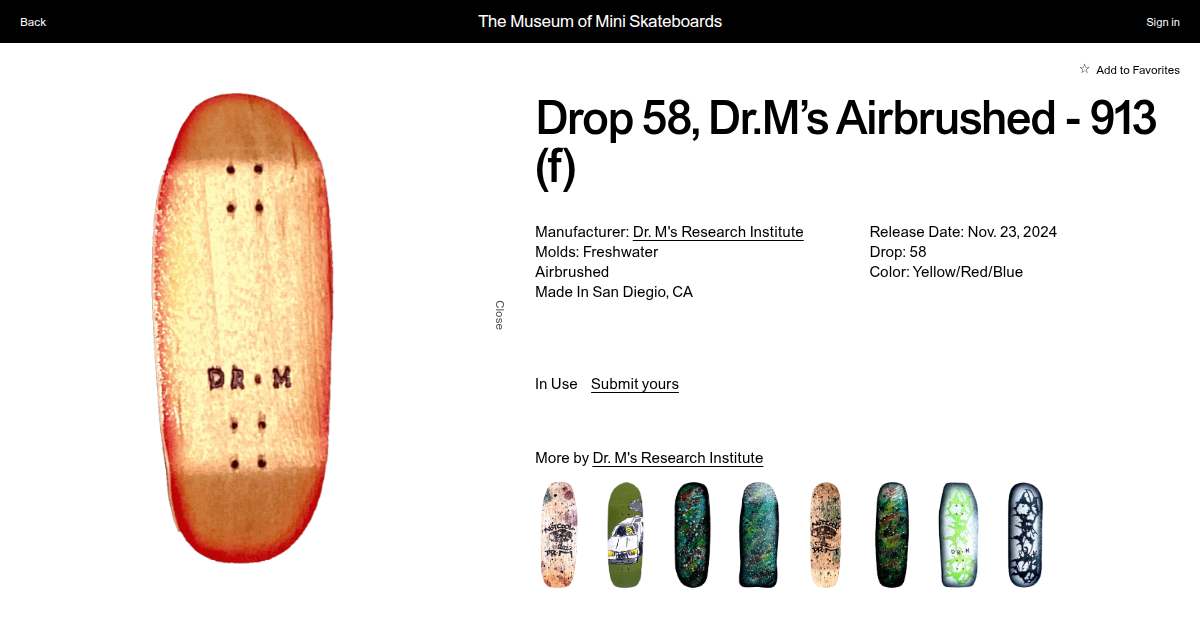 Back
The Museum of Mini Skateboards
Sign in
☆ Add to Favorites
Drop 58, Dr.M’s Airbrushed - 913
(f)
Manufacturer: Dr. M's Research Institute
Molds: Freshwater
Airbrushed
Made In San Diegio, CA
Release Date: Nov. 23, 2024
Drop: 58
Color: Yellow/Red/Blue
Close
DR·M
In Use Submit yours
More by Dr. M's Research Institute
DR·M